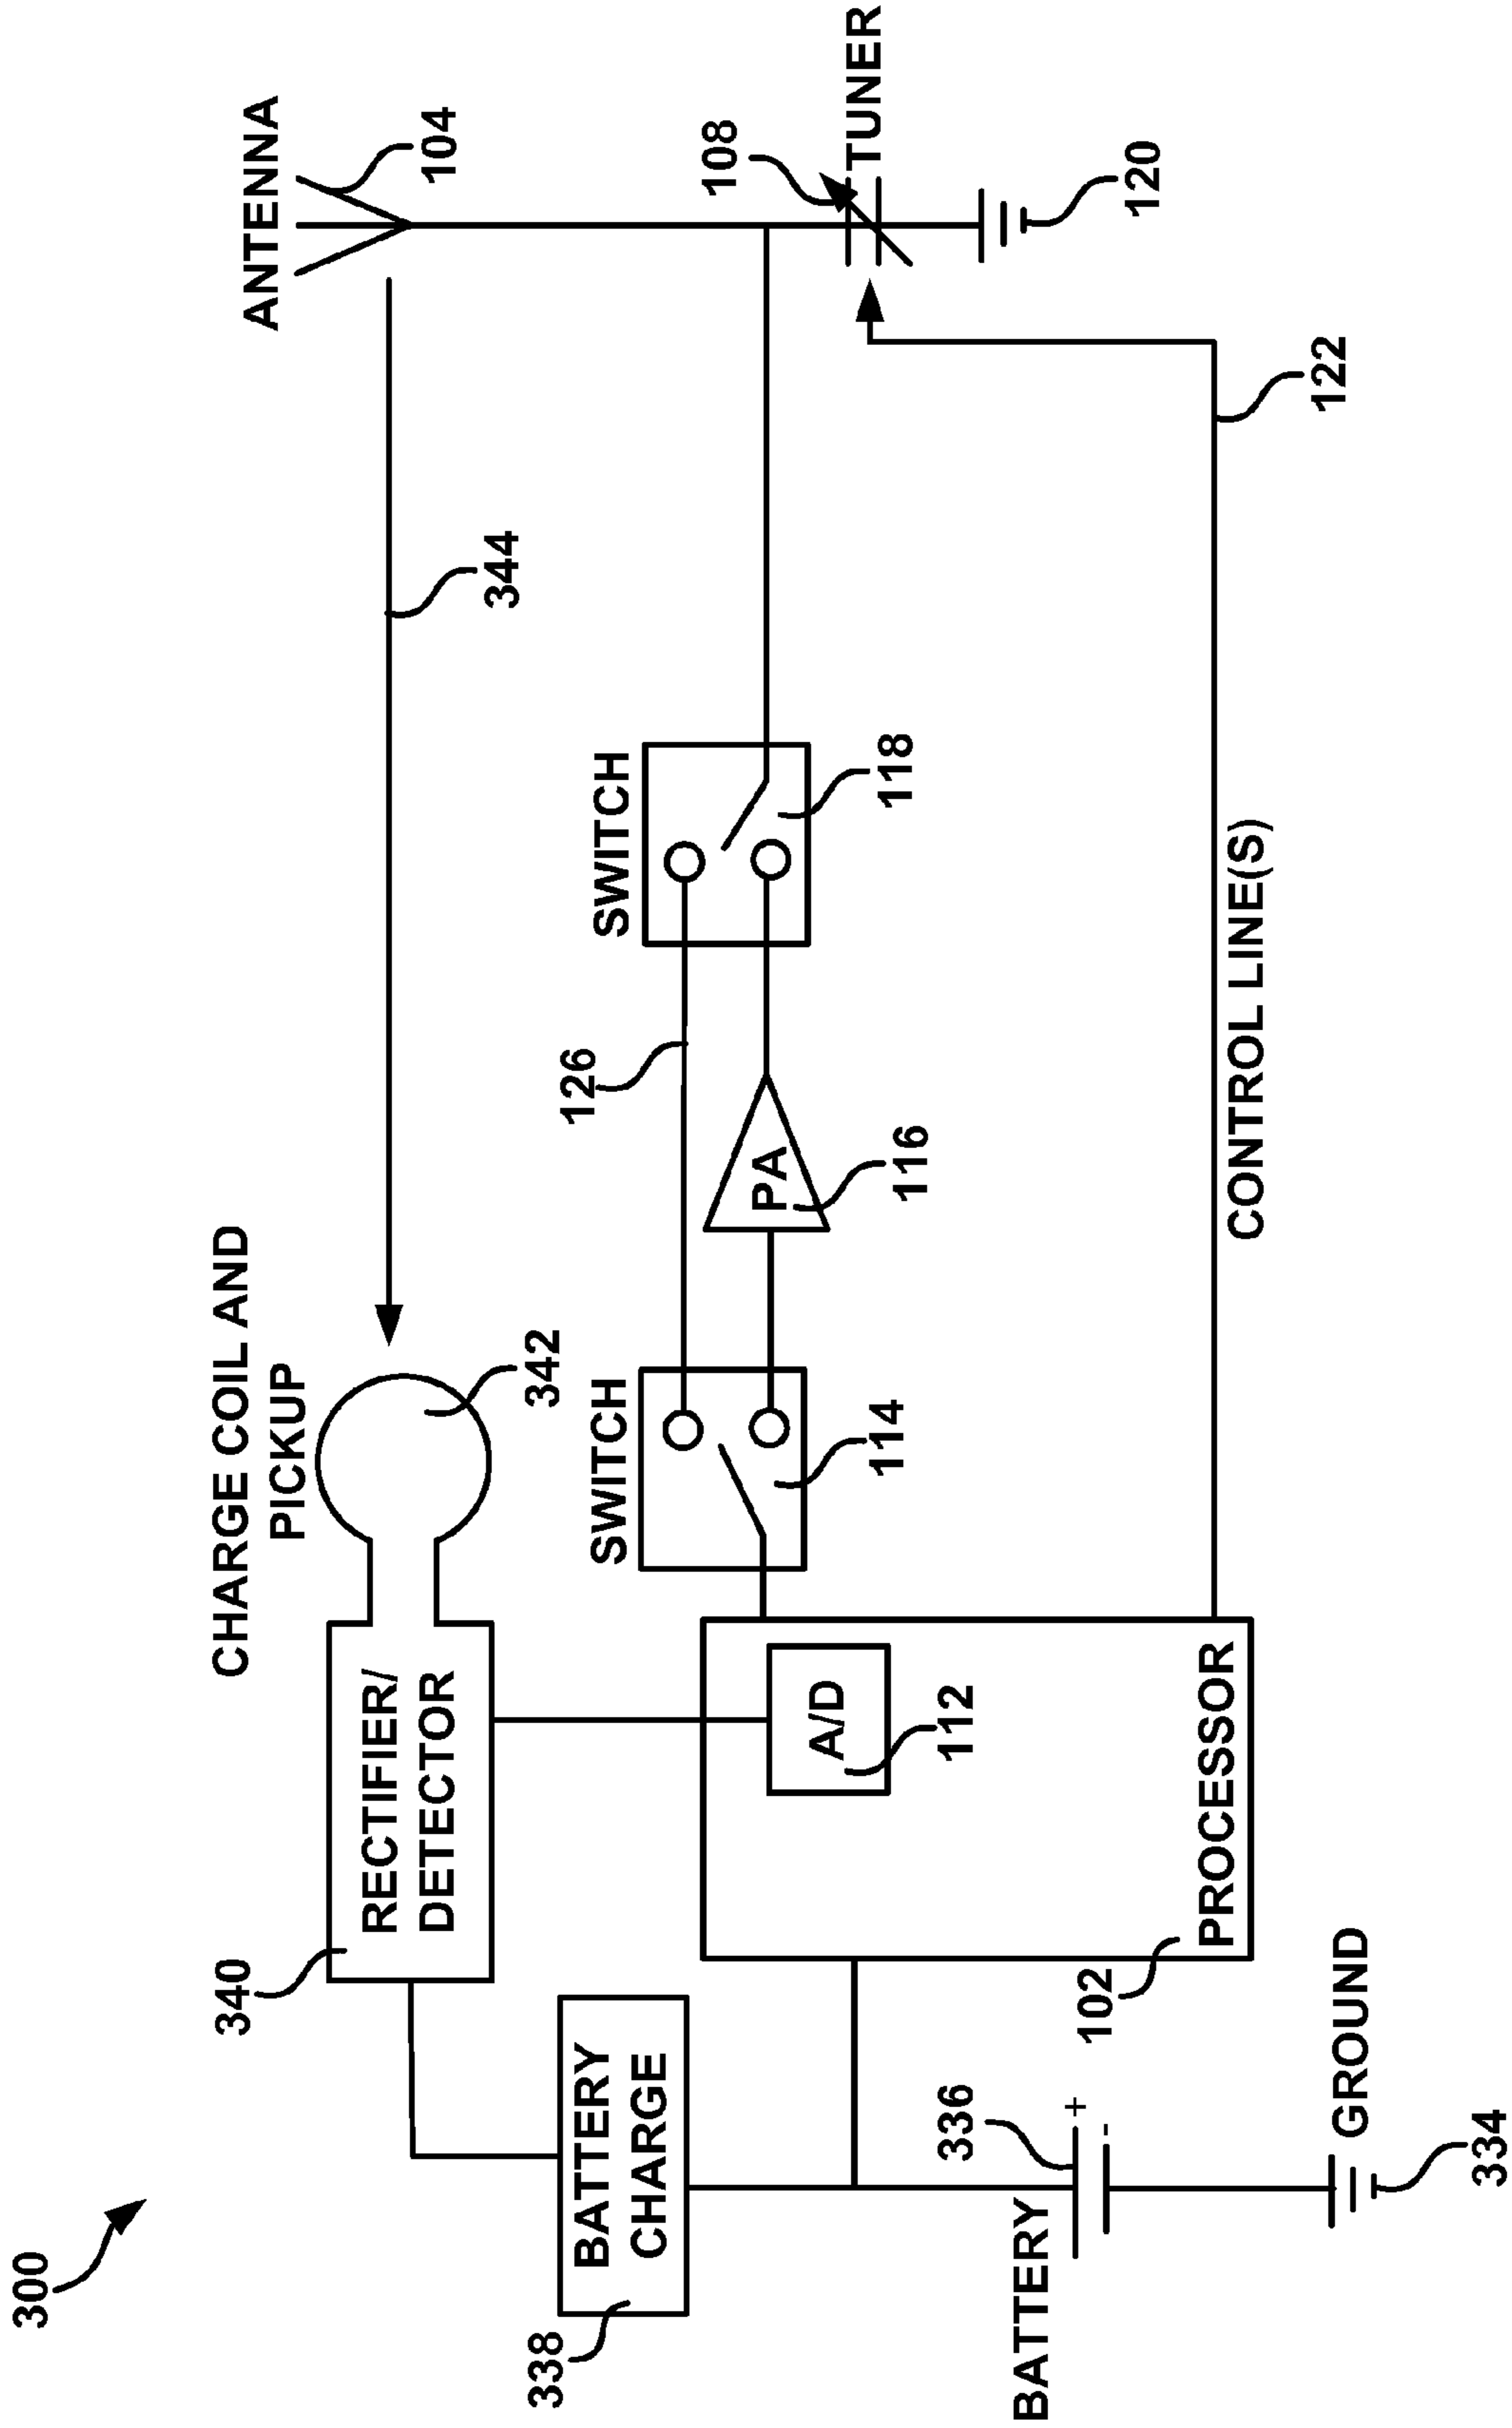 300
ANTENNA
104
CHARGE COIL AND
PICKUP
344
342
340
RECTIFIER/
DETECTOR
338
BATTERY
CHARGE
SWITCH
114
126
PA
116
SWITCH
118
108
TUNER
120
A/D
112
PROCESSOR
102
BATTERY
336
+
-
GROUND
334
CONTROL LINE(S)
122